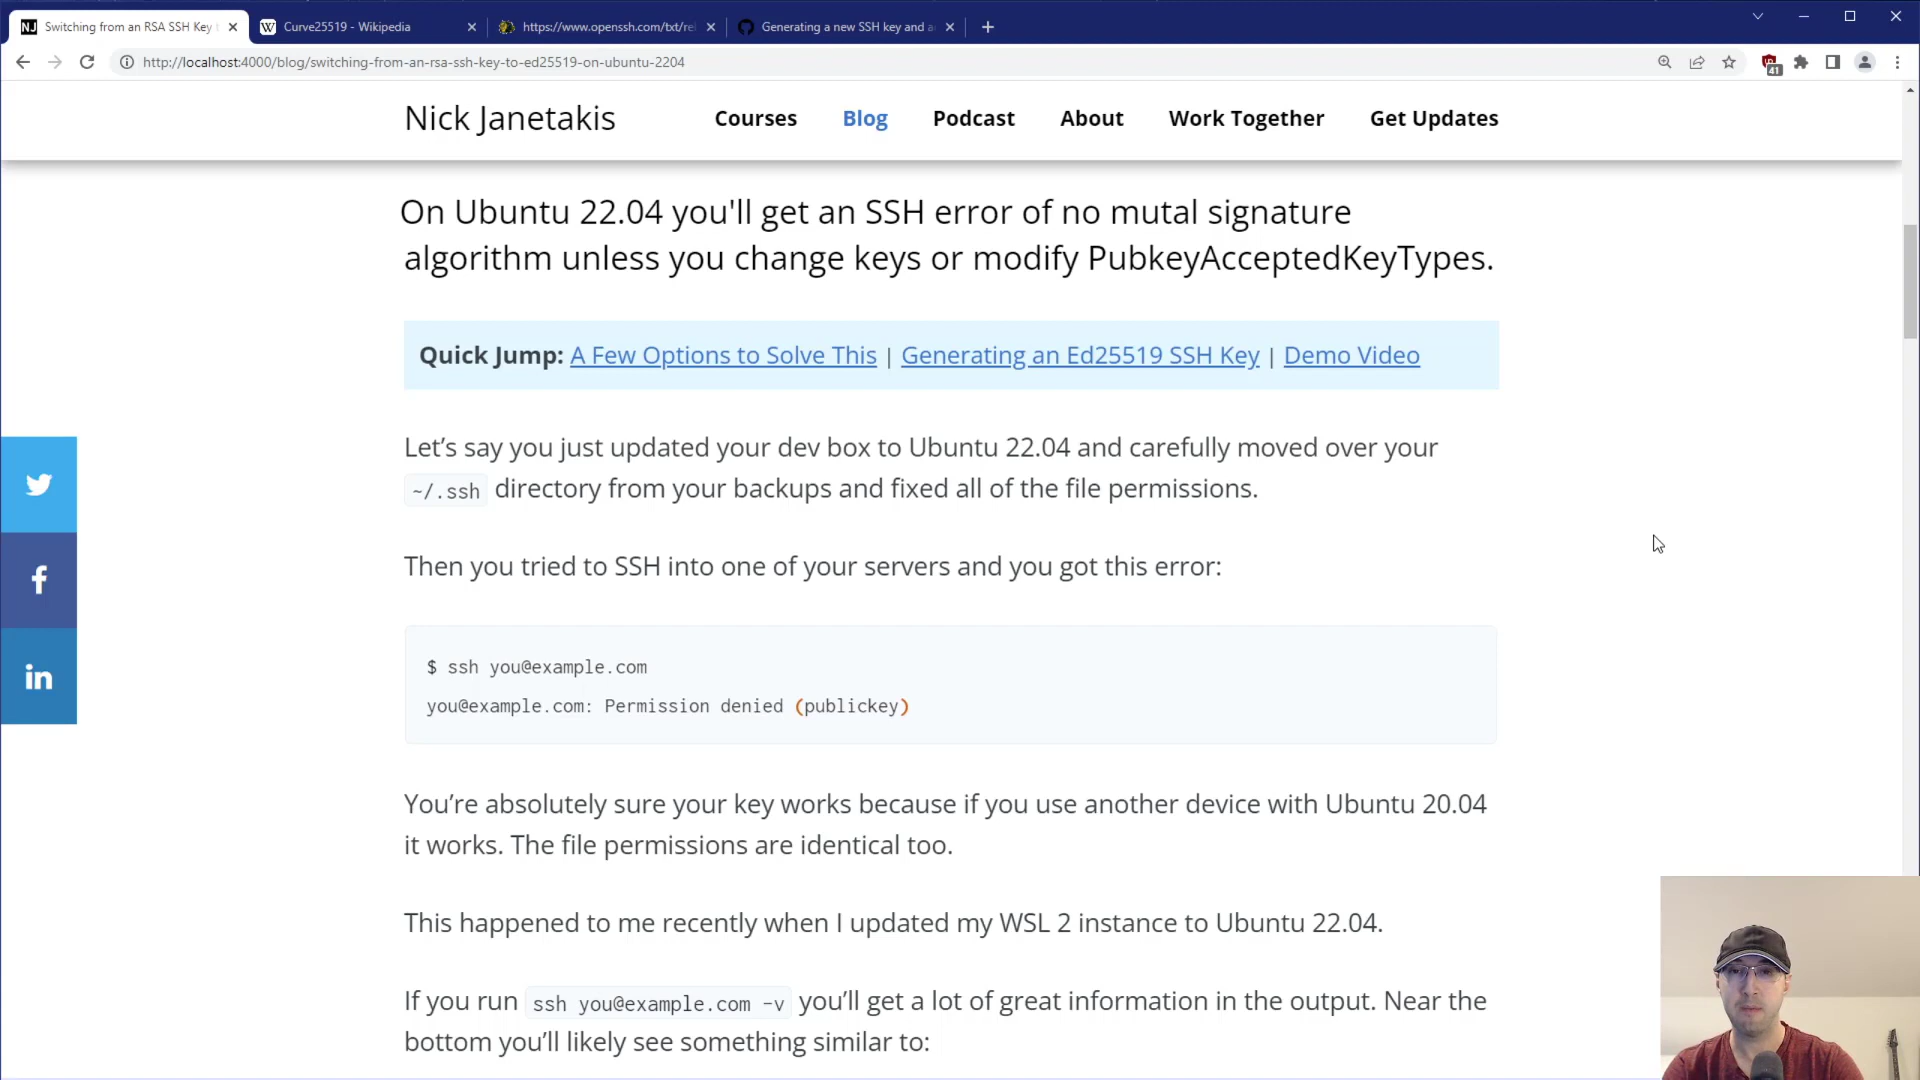 NJ Switching from an RSA SSH Key t
W Curve25519 - Wikipedia
https://www.openssh.com/txt/rel
Generating a new SSH key and a
http://localhost:4000/blog/switching-from-an-rsa-ssh-key-to-ed25519-on-ubuntu-2204
41
Nick Janetakis
Courses Blog Podcast About Work Together Get Updates
On Ubuntu 22.04 you'll get an SSH error of no mutal signature
algorithm unless you change keys or modify PubkeyAcceptedKeyTypes.
Quick Jump: A Few Options to Solve This | Generating an Ed25519 SSH Key | Demo Video
Let’s say you just updated your dev box to Ubuntu 22.04 and carefully moved over your
~/.ssh directory from your backups and fixed all of the file permissions.
Then you tried to SSH into one of your servers and you got this error:
$ ssh you@example.com
you@example.com: Permission denied (publickey)
You’re absolutely sure your key works because if you use another device with Ubuntu 20.04
it works. The file permissions are identical too.
This happened to me recently when I updated my WSL 2 instance to Ubuntu 22.04.
If you run ssh you@example.com -v you’ll get a lot of great information in the output. Near the
bottom you’ll likely see something similar to: